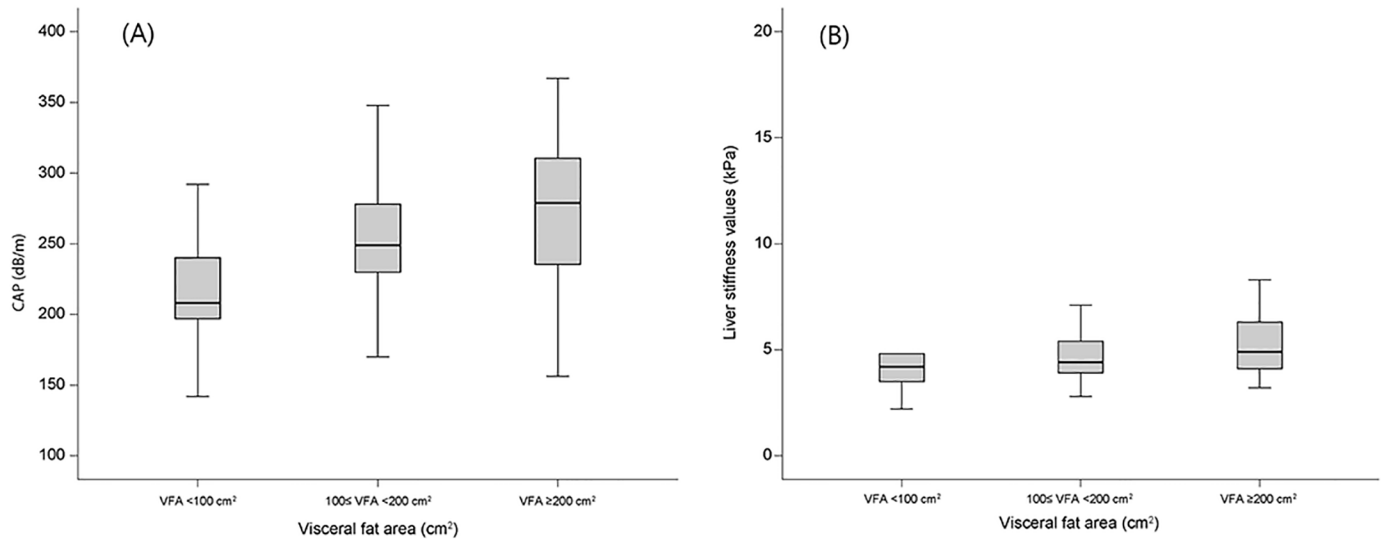 (A)
400
350
300
250
200
150
100
CAP (dB/m)
VFA <100 cm²
100≤ VFA <200 cm²
VFA ≥200 cm²
Visceral fat area (cm²)
(B)
20
15
10
5
0
Liver stiffness values (kPa)
VFA <100 cm²
100≤ VFA <200 cm²
VFA ≥200 cm²
Visceral fat area (cm²)